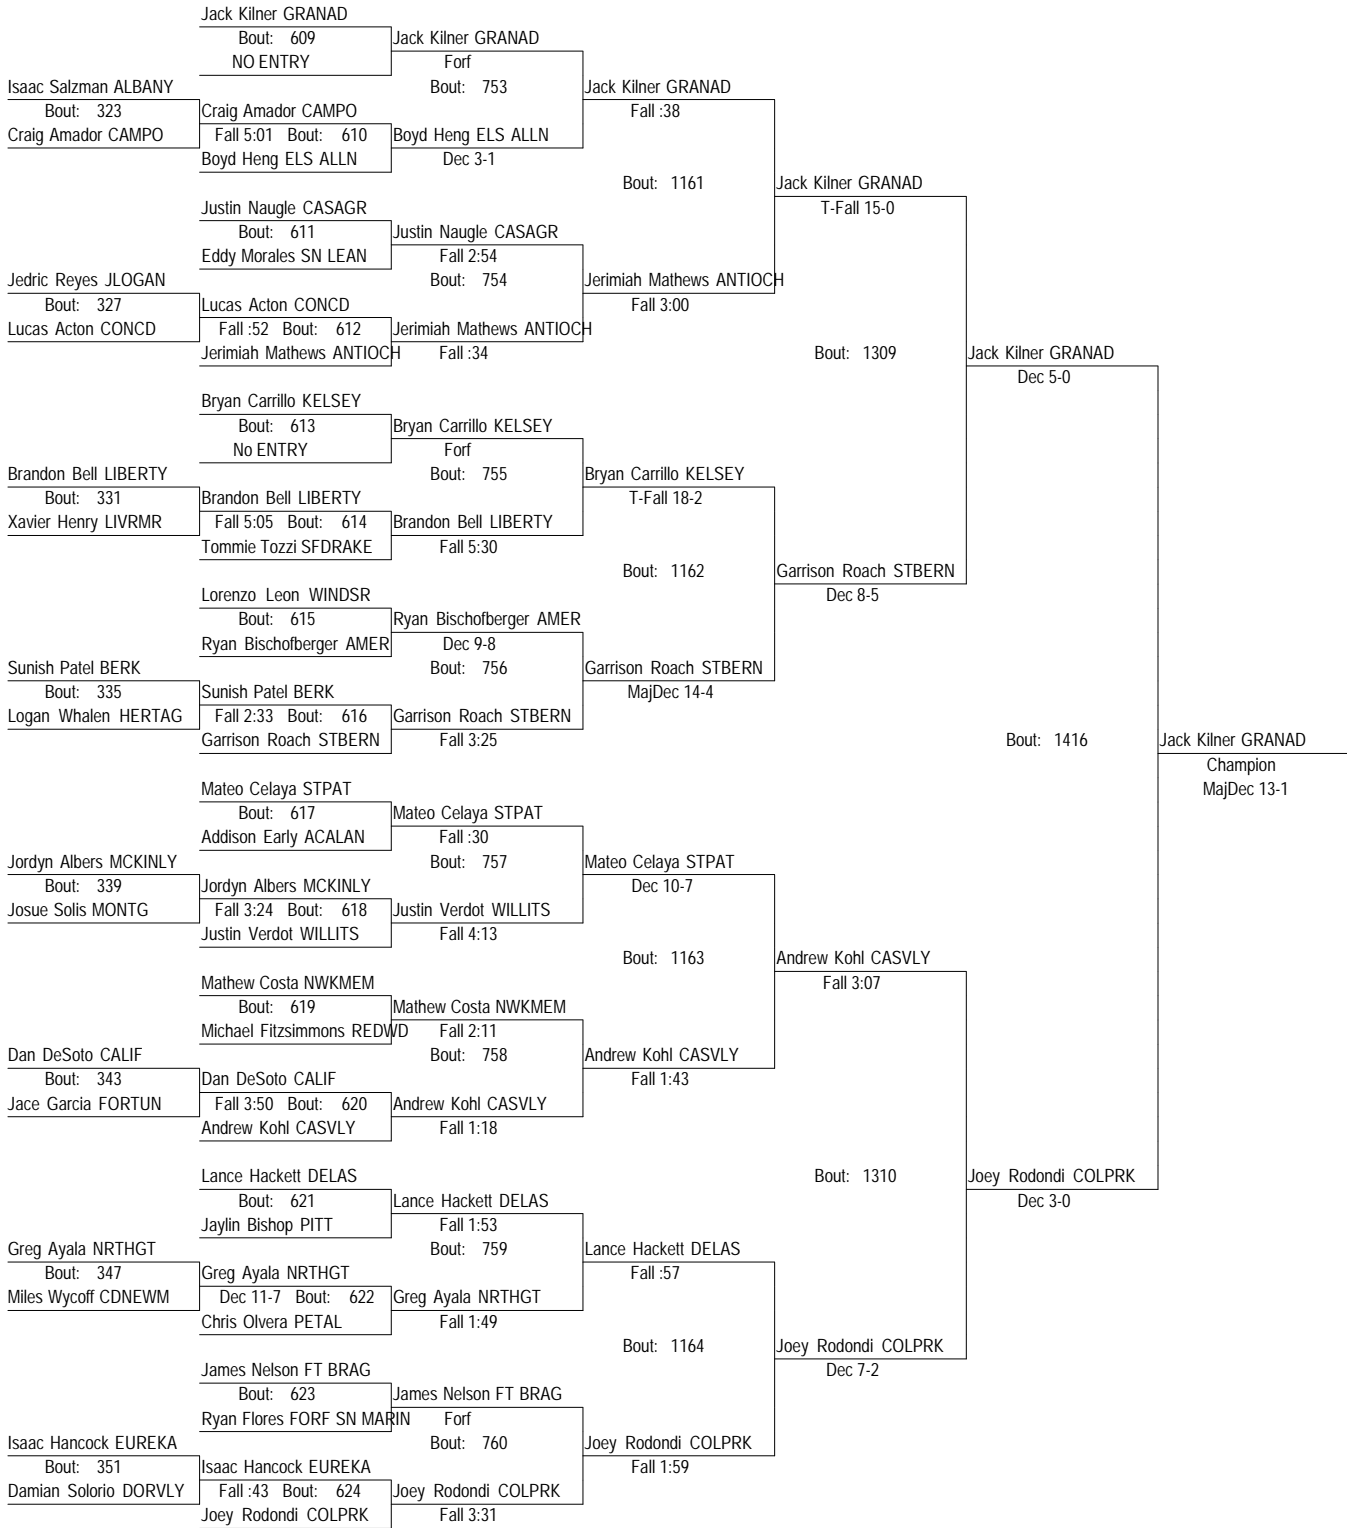 Jack Kilner GRANAD
Bout: 609
NO ENTRY
Jack Kilner GRANAD
Forf
Bout: 753
Isaac Salzman ALBANY
Bout: 323
Craig Amador CAMPO
Craig Amador CAMPO
Fall 5:01 Bout: 610
Boyd Heng ELS ALLN
Boyd Heng ELS ALLN
Dec 3-1
Jack Kilner GRANAD
Fall :38
Bout: 1161
Justin Naugle CASAGR
Bout: 611
Eddy Morales SN LEAN
Justin Naugle CASAGR
Fall 2:54
Bout: 754
Jedric Reyes JLOGAN
Bout: 327
Lucas Acton CONCD
Lucas Acton CONCD
Fall :52 Bout: 612
Jerimiah Mathews ANTIOCH
Jerimiah Mathews ANTIOCH
Fall :34
Jerimiah Mathews ANTIOCH
Fall 3:00
Jack Kilner GRANAD
T-Fall 15-0
Bout: 1309
Bryan Carrillo KELSEY
Bout: 613
No ENTRY
Bryan Carrillo KELSEY
Forf
Bout: 755
Brandon Bell LIBERTY
Bout: 331
Xavier Henry LIVRMR
Brandon Bell LIBERTY
Fall 5:05 Bout: 614
Tommie Tozzi SFDRAKE
Brandon Bell LIBERTY
Fall 5:30
Bryan Carrillo KELSEY
T-Fall 18-2
Bout: 1162
Lorenzo Leon WINDSR
Bout: 615
Ryan Bischofberger AMER
Ryan Bischofberger AMER
Dec 9-8
Bout: 756
Sunish Patel BERK
Bout: 335
Logan Whalen HERTAG
Sunish Patel BERK
Fall 2:33 Bout: 616
Garrison Roach STBERN
Garrison Roach STBERN
Fall 3:25
Garrison Roach STBERN
MajDec 14-4
Garrison Roach STBERN
Dec 8-5
Jack Kilner GRANAD
Dec 5-0
Bout: 1416
Jack Kilner GRANAD
Champion
MajDec 13-1
Mateo Celaya STPAT
Bout: 617
Addison Early ACALAN
Mateo Celaya STPAT
Fall :30
Bout: 757
Jordyn Albers MCKINLY
Bout: 339
Josue Solis MONTG
Jordyn Albers MCKINLY
Fall 3:24 Bout: 618
Justin Verdot WILLITS
Justin Verdot WILLITS
Fall 4:13
Mateo Celaya STPAT
Dec 10-7
Bout: 1163
Mathew Costa NWKMEM
Bout: 619
Michael Fitzsimmons REDWD
Mathew Costa NWKMEM
Fall 2:11
Bout: 758
Dan DeSoto CALIF
Bout: 343
Jace Garcia FORTUN
Dan DeSoto CALIF
Fall 3:50 Bout: 620
Andrew Kohl CASVLY
Andrew Kohl CASVLY
Fall 1:18
Andrew Kohl CASVLY
Fall 1:43
Andrew Kohl CASVLY
Fall 3:07
Bout: 1310
Lance Hackett DELAS
Bout: 621
Jaylin Bishop PITT
Lance Hackett DELAS
Fall 1:53
Bout: 759
Greg Ayala NRTHGT
Bout: 347
Miles Wycoff CDNEWM
Greg Ayala NRTHGT
Dec 11-7 Bout: 622
Chris Olvera PETAL
Greg Ayala NRTHGT
Fall 1:49
Lance Hackett DELAS
Fall :57
Bout: 1164
James Nelson FT BRAG
Bout: 623
Ryan Flores FORF SN MARIN
James Nelson FT BRAG
Forf
Bout: 760
Isaac Hancock EUREKA
Bout: 351
Damian Solorio DORVLY
Isaac Hancock EUREKA
Fall :43 Bout: 624
Joey Rodondi COLPRK
Joey Rodondi COLPRK
Fall 3:31
Joey Rodondi COLPRK
Fall 1:59
Joey Rodondi COLPRK
Dec 7-2
Joey Rodondi COLPRK
Dec 3-0